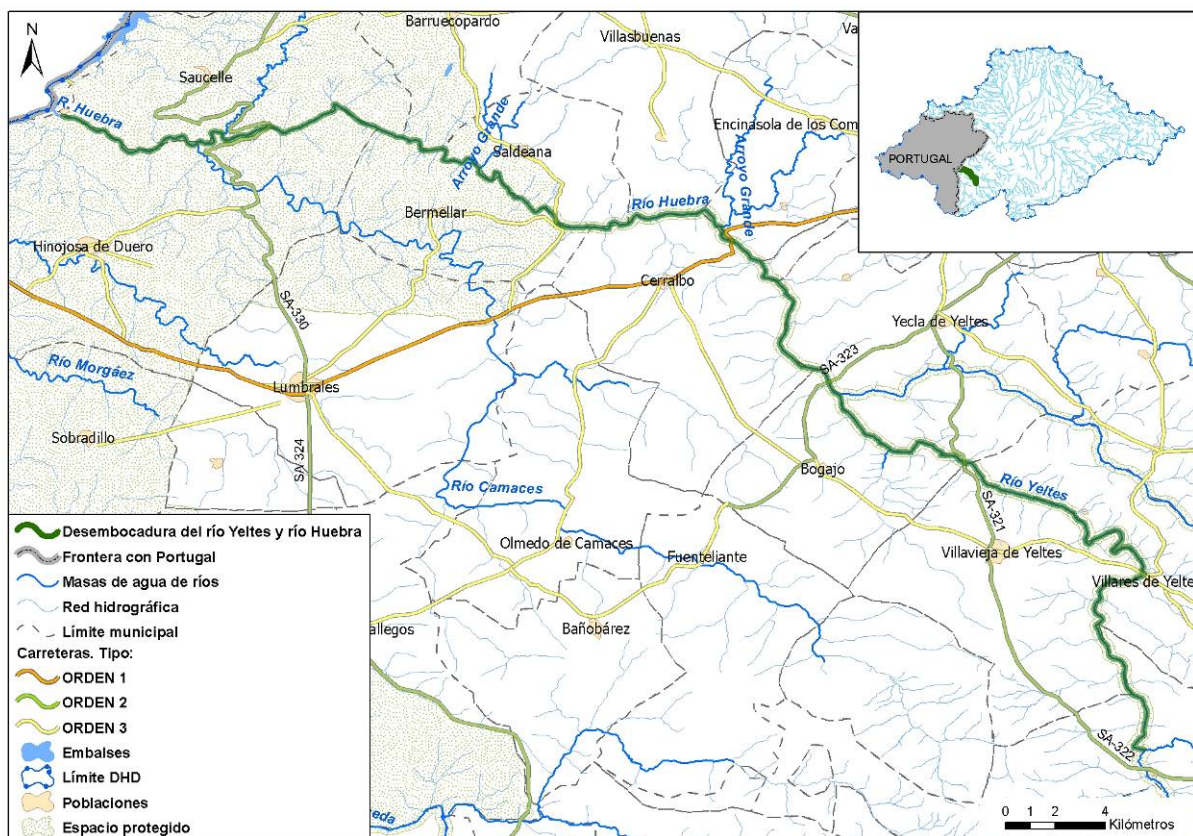 N
Barruecopardo
Villasbuenas
Saucelle
R. Huebra
Arroyo Grande
Encinasola de los Com
PORTUGAL
Saldeana
Arroyo Grande
Río Huebra
Bermellar
Hinojosa de Duero
Cerralbo
SA-330
Yecla de Yeltes
Río Morgáez
SA-323
Lumbrales
Sobradillo
SA 324
Bogajo
Río Camaces
Río Yeltes
SA-321
Olmedo de Camaces
Fuenteliante
Villavieja de Yeltes
Villares de Yelte
allegos
Bañobárez
SA-322
eda
Desembocadura del río Yeltes y río Huebra
Frontera con Portugal
Masas de agua de ríos
Red hidrográfica
Límite municipal
Carreteras. Tipo:
ORDEN 1
ORDEN 2
ORDEN 3
Embalses
Límite DHD
Poblaciones
Espacio protegido
0 1 2 4
Kilómetros